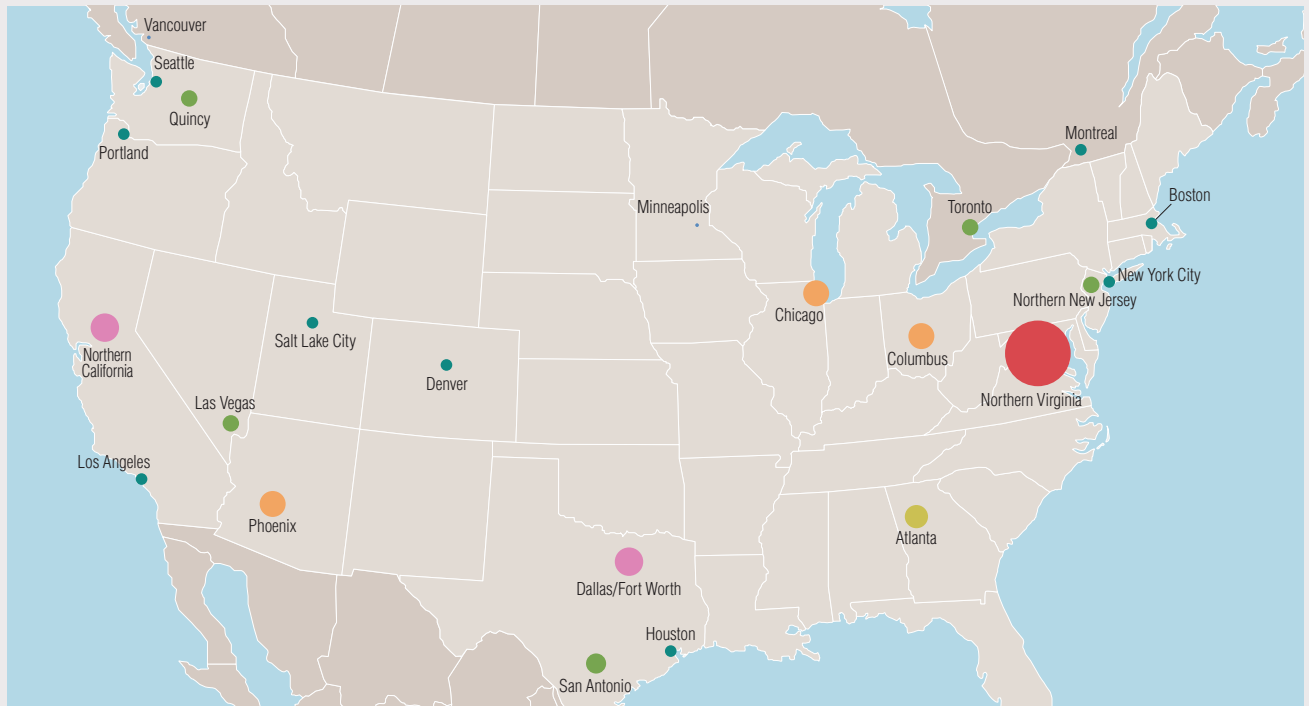 Vancouver
Seattle
Quincy
Portland
Montreal
Boston
Minneapolis
Toronto
New York City
Northern New Jersey
Chicago
Salt Lake City
Northern
California
Columbus
Denver
Northern Virginia
Las Vegas
Los Angeles
Phoenix
Atlanta
Dallas/Fort Worth
Houston
San Antonio